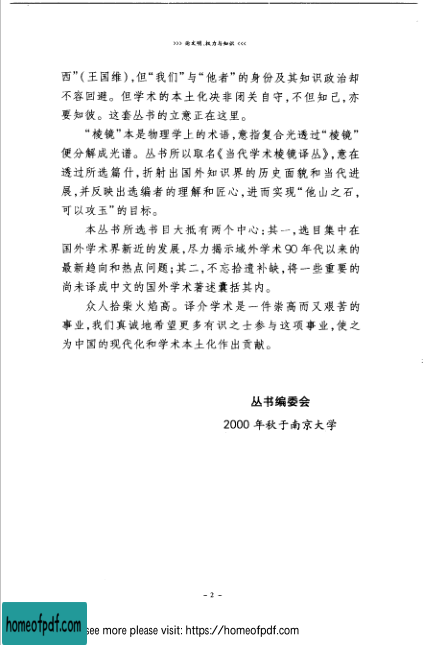 >>> 论文明,权力与知识 <<<
西”(王国维),但“我们”与“他者”的身份及其知识政治却
不容回避。但学术的本土化决非闭关自守,不但知己,亦
要知彼。这套丛书的立意正在这里。
“棱镜”本是物理学上的术语,意指复合光透过“棱镜”
便分解成光谱。丛书所以取名《当代学术棱镜译丛》,意在
透过所选篇什,折射出国外知识界的历史面貌和当代进
展,并反映出选编者的理解和匠心,进而实现“他山之石,
可以攻玉”的目标。
本丛书所选书目大抵有两个中心:其一,选目集中在
国外学术界新近的发展,尽力揭示域外学术90年代以来的
最新趋向和热点问题;其二,不忘拾遗补缺,将一些重要的
尚未译成中文的国外学术著述囊括其内。
众人拾柴火焰高。译介学术是一件崇高而又艰苦的
事业,我们真诚地希望更多有识之士参与这项事业,使之
为中国的现代化和学术本土化作出贡献。
丛书编委会
2000 年秋于南京大学
- 2 -
homeofpdf.com
see more please visit: https://homeofpdf.com